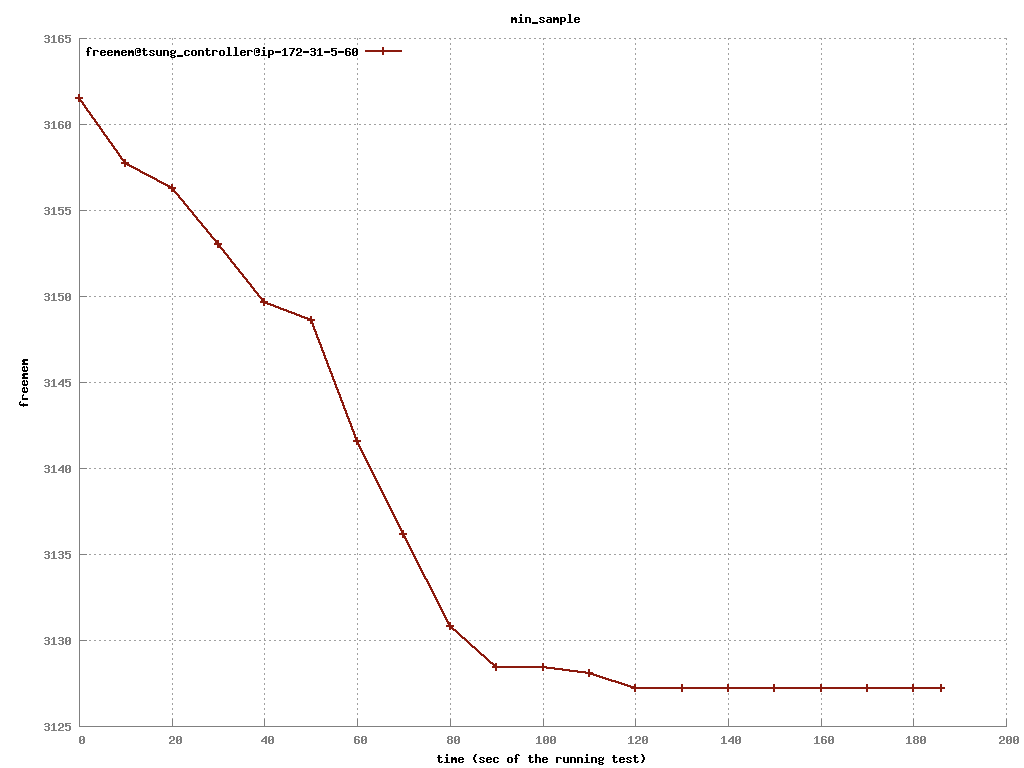 min_sample
freemem@tsung_controller@ip-172-31-5-60
3165
3160
3155
3150
3145
3140
3135
3130
3125
freemem
0 20 40 60 80 100 120 140 160 180 200
time (sec of the running test)